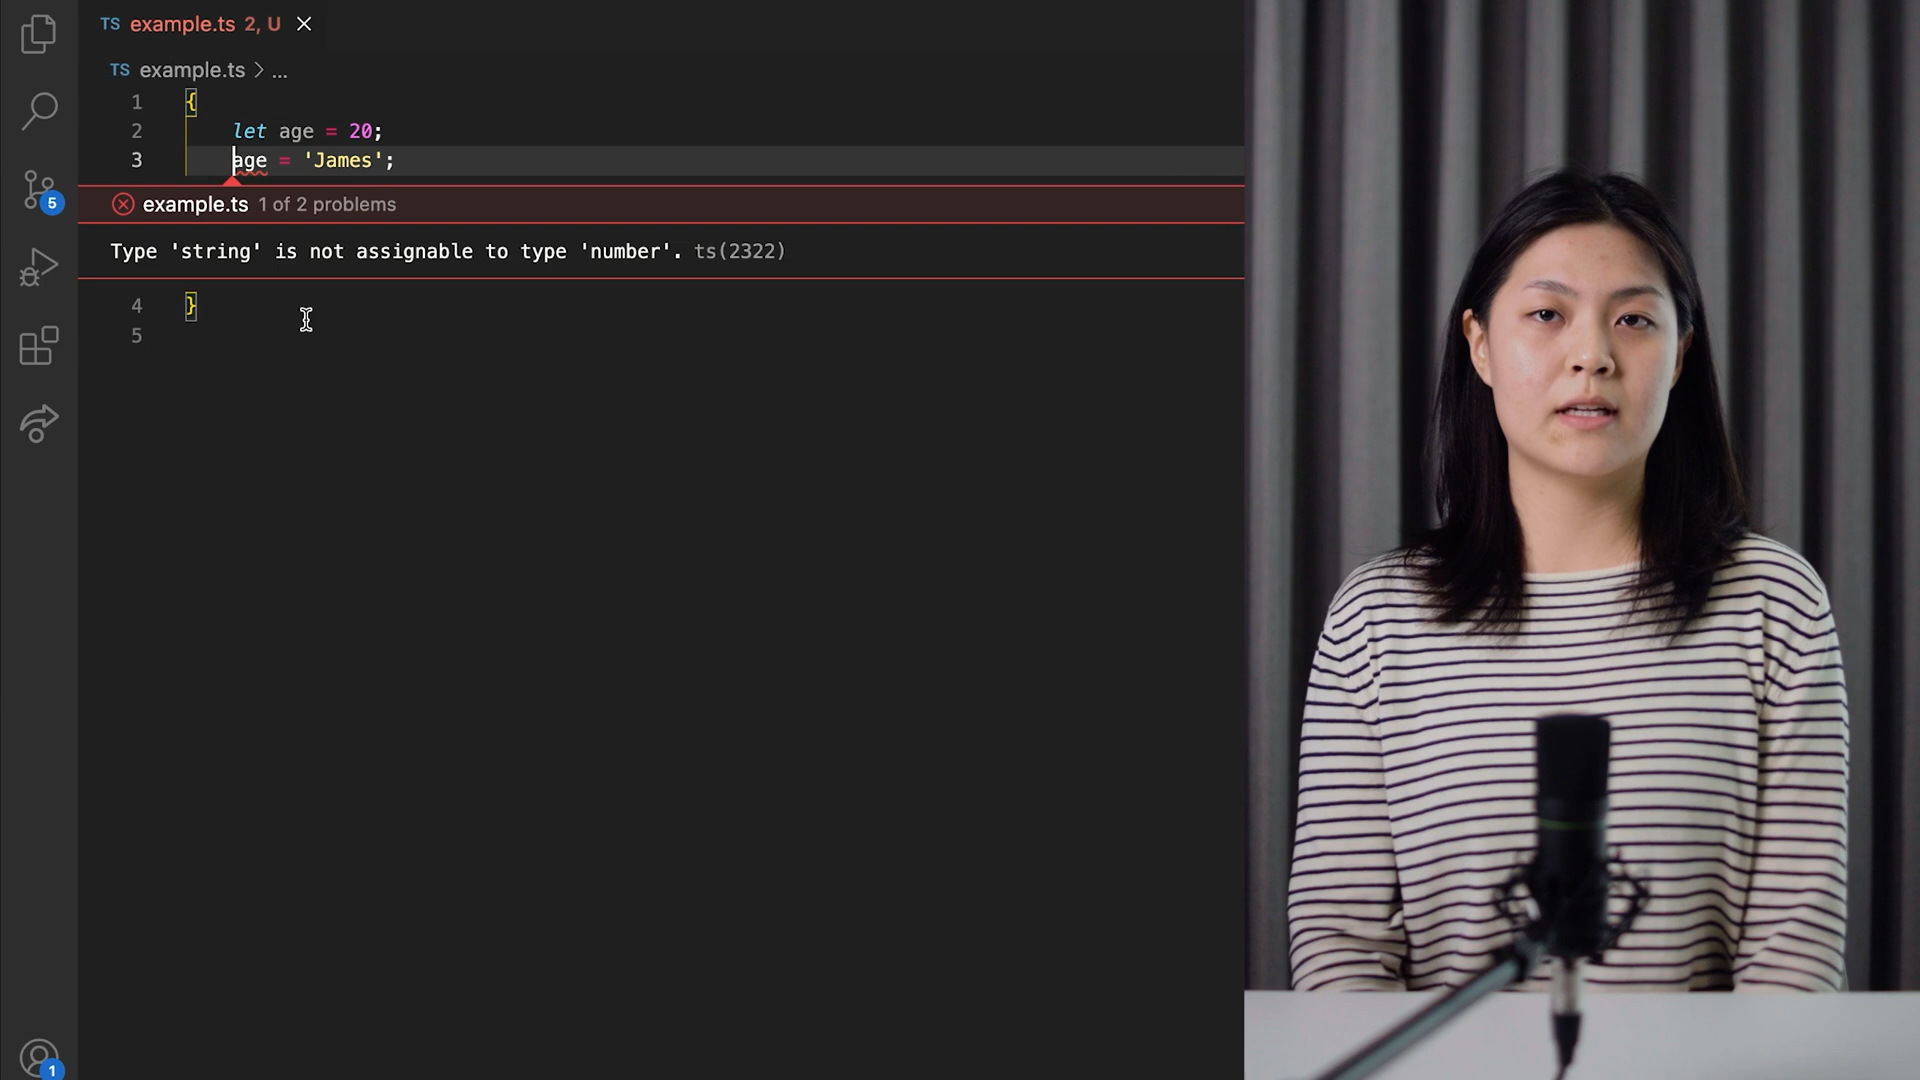 TS example.ts 2, U
TS example.ts > ...
1 {
2 let age = 20;
3 age = 'James';
example.ts 1 of 2 problems
Type 'string' is not assignable to type 'number'. ts(2322)
4 }
5
5
1